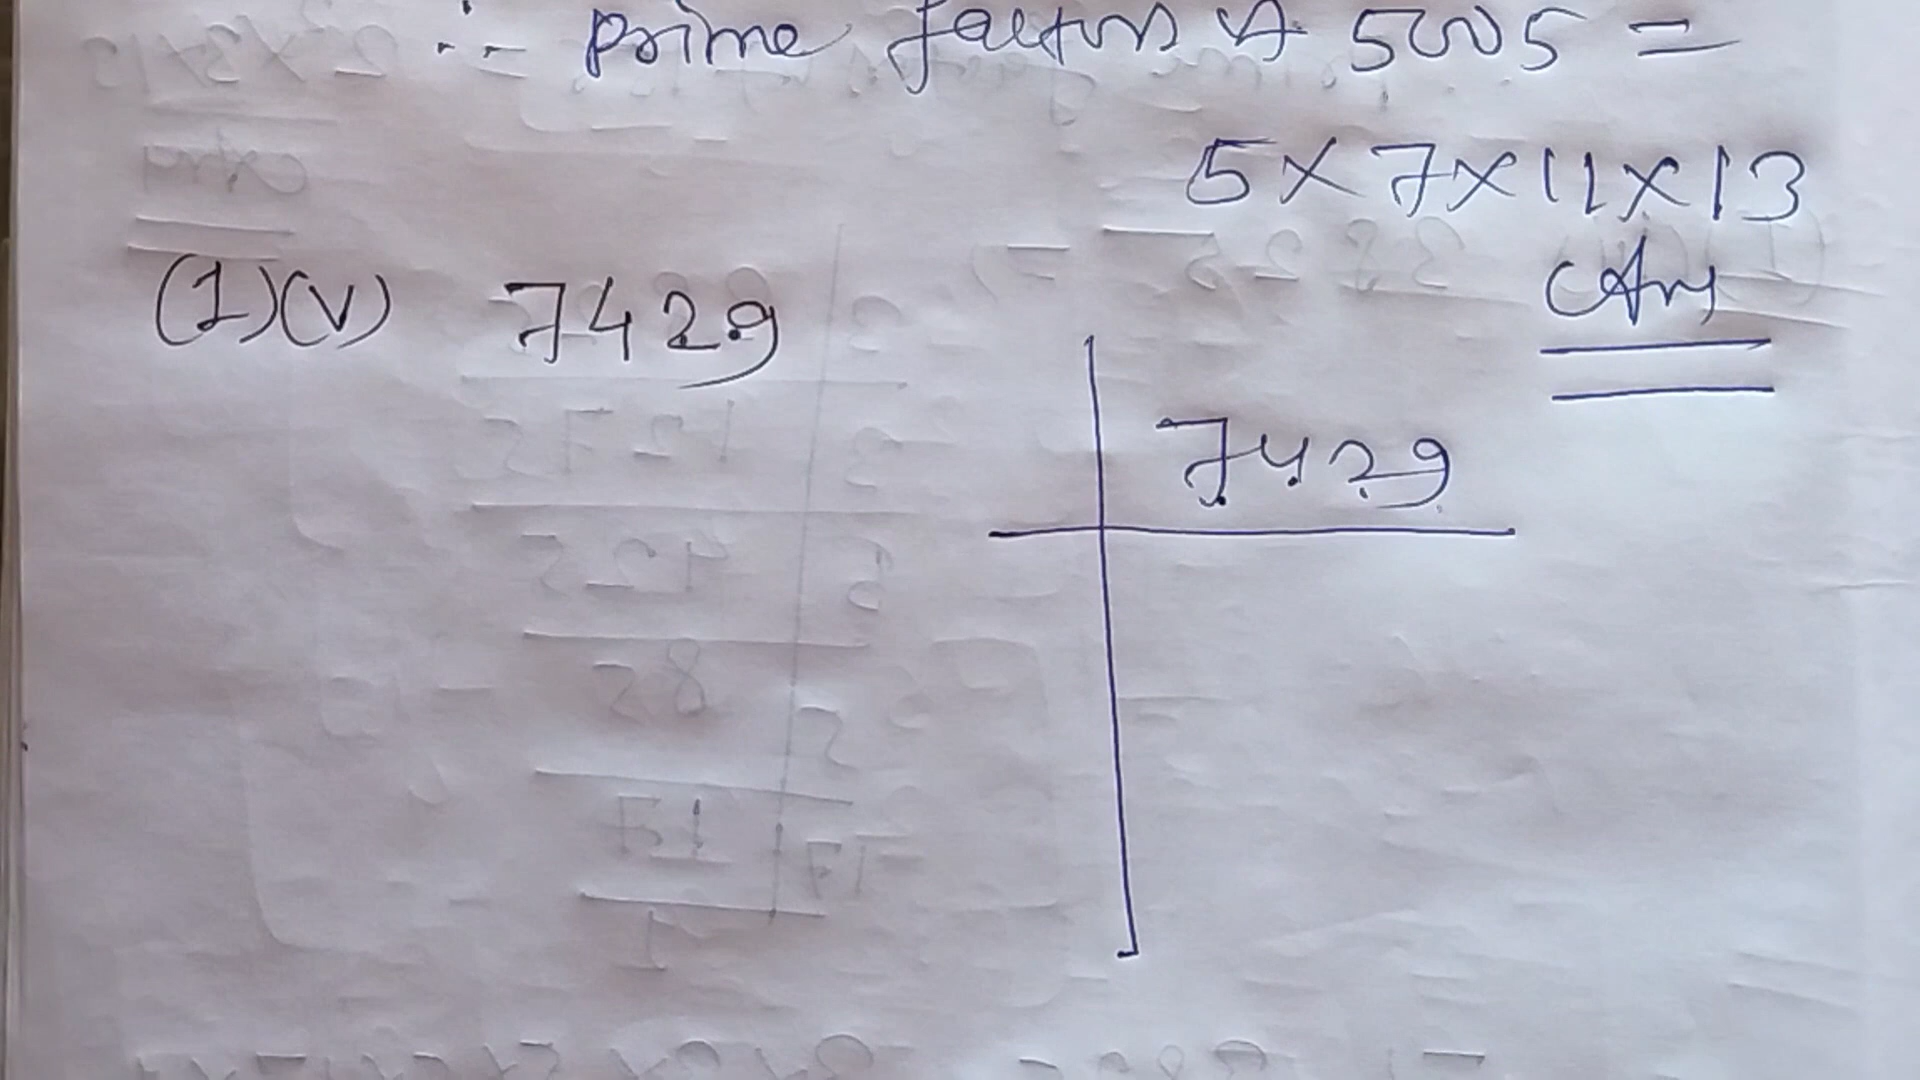 ∴ prime factors of 5005 =
5×7×11×13
Ans
(1)(v) 7429
7429